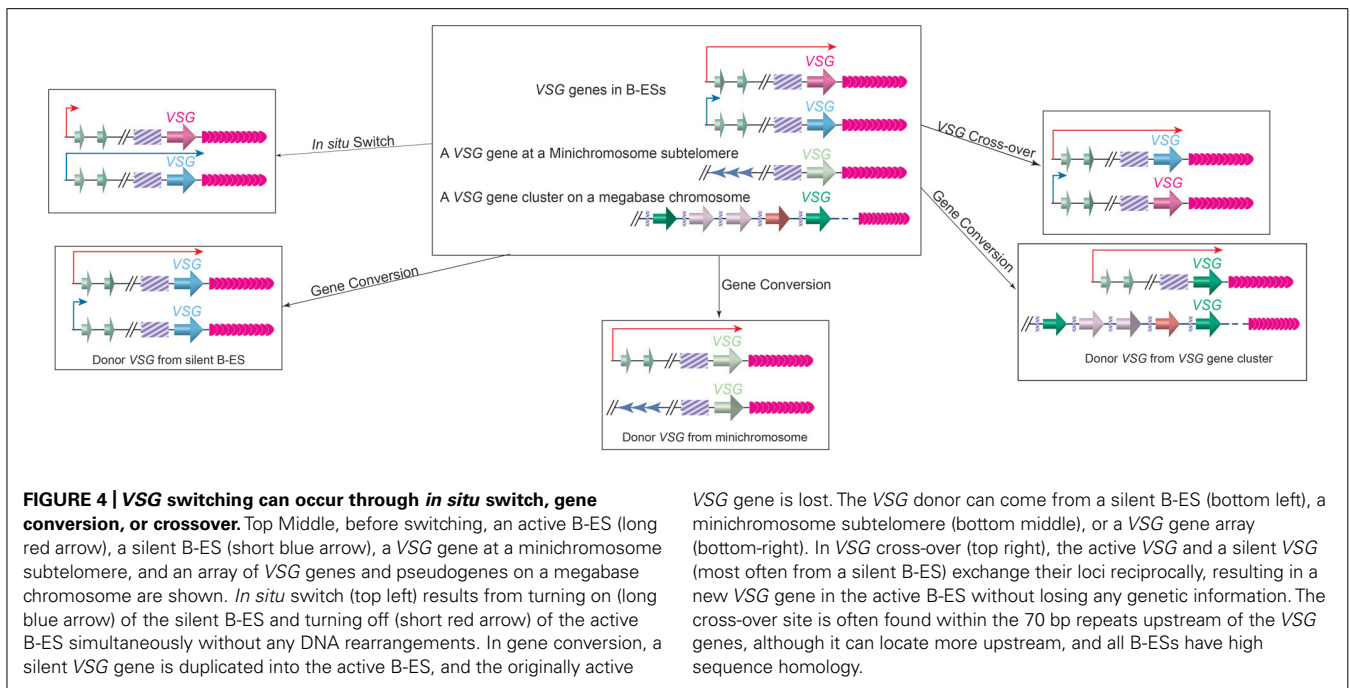 VSG
VSG genes in B-ESs
VSG
A VSG gene at a Minichromosome subtelomere
VSG
A VSG gene cluster on a megabase chromosome
VSG
In situ Switch
VSG
VSG
VSG Cross-over
VSG
VSG
Gene Conversion
VSG
VSG
Donor VSG from silent B-ES
Gene Conversion
VSG
VSG
Donor VSG from minichromosome
Gene Conversion
VSG
VSG
Donor VSG from VSG gene cluster
FIGURE 4 | VSG switching can occur through in situ switch, gene
conversion, or crossover. Top Middle, before switching, an active B-ES (long
red arrow), a silent B-ES (short blue arrow), a VSG gene at a minichromosome
subtelomere, and an array of VSG genes and pseudogenes on a megabase
chromosome are shown. In situ switch (top left) results from turning on (long
blue arrow) of the silent B-ES and turning off (short red arrow) of the active
B-ES simultaneously without any DNA rearrangements. In gene conversion, a
silent VSG gene is duplicated into the active B-ES, and the originally active
VSG gene is lost. The VSG donor can come from a silent B-ES (bottom left), a
minichromosome subtelomere (bottom middle), or a VSG gene array
(bottom-right). In VSG cross-over (top right), the active VSG and a silent VSG
(most often from a silent B-ES) exchange their loci reciprocally, resulting in a
new VSG gene in the active B-ES without losing any genetic information. The
cross-over site is often found within the 70 bp repeats upstream of the VSG
genes, although it can locate more upstream, and all B-ESs have high
sequence homology.